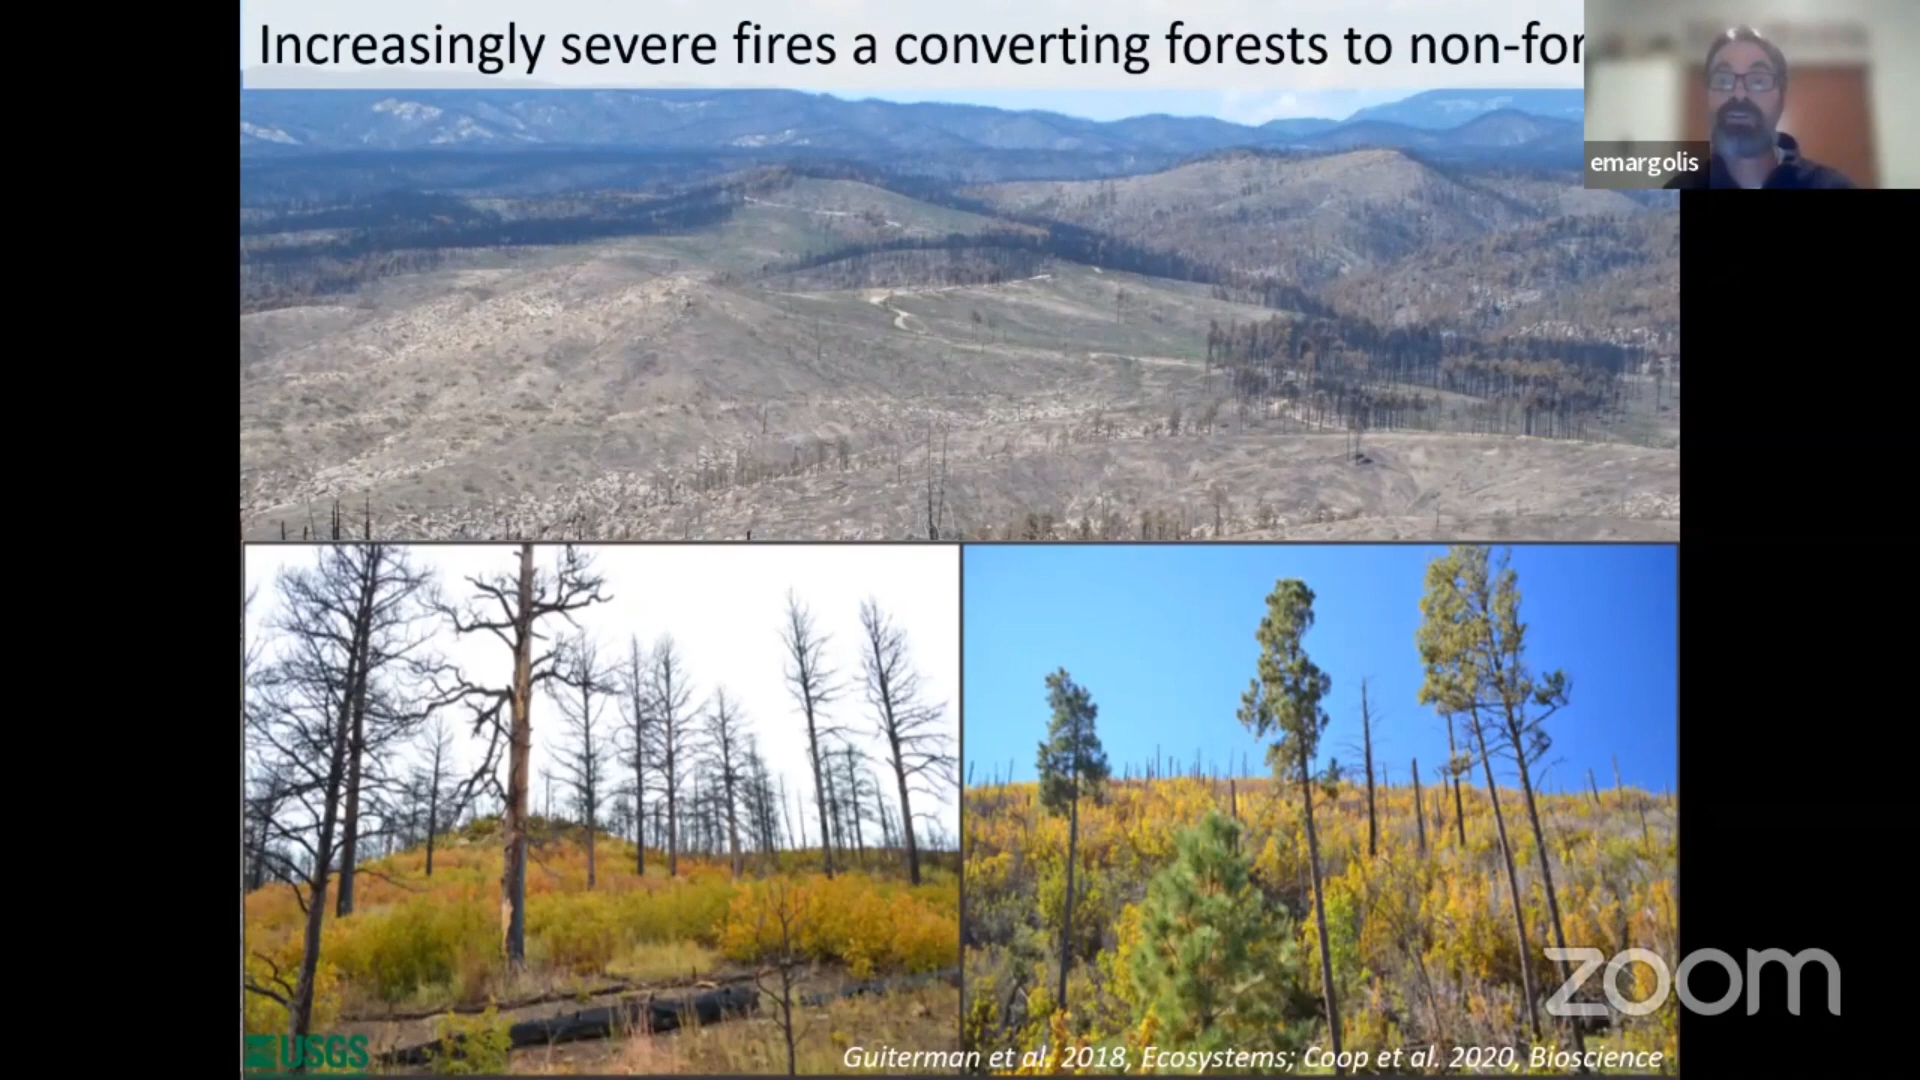 Increasingly severe fires a converting forests to non-for
emargolis
zoom
USGS
Guiterman et al. 2018, Ecosystems; Coop et al. 2020, Bioscience